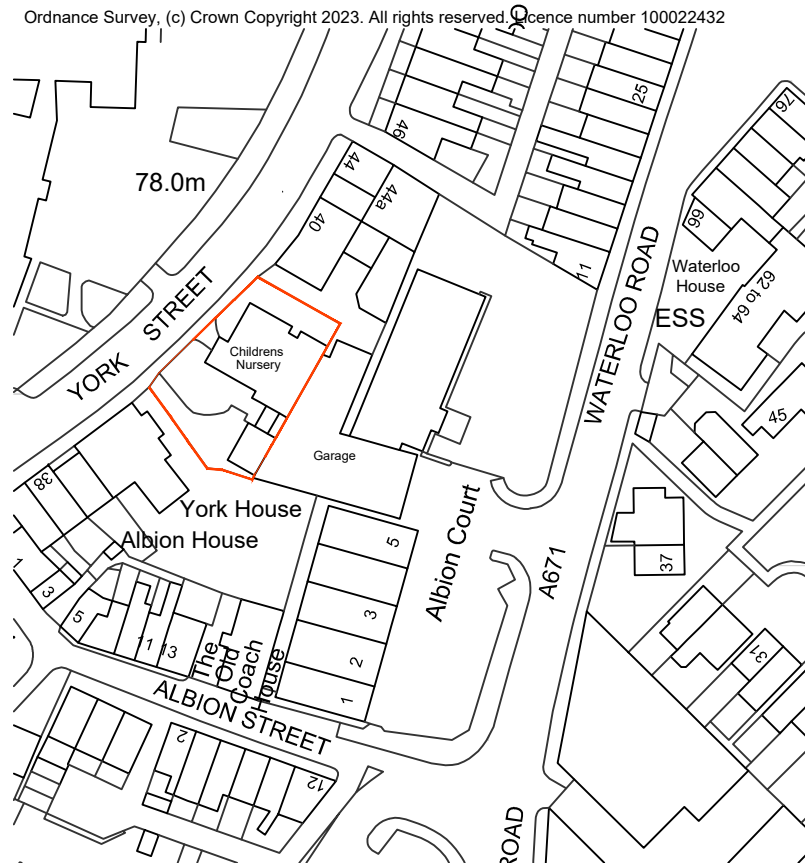 Ordnance Survey, (c) Crown Copyright 2023. All rights reserved. Licence number 100022432
25
76
46
44
44a
78.0m
40
66
11
Waterloo
House
62 to 64
ESS
YORK STREET
WATERLOO ROAD
Childrens
Nursery
45
Garage
38
York House
Albion House
Albion Court
A671
5
37
1
3
5
3
11
13
The
Old
Coach
House
2
1
31
ALBION STREET
2
12
ROAD